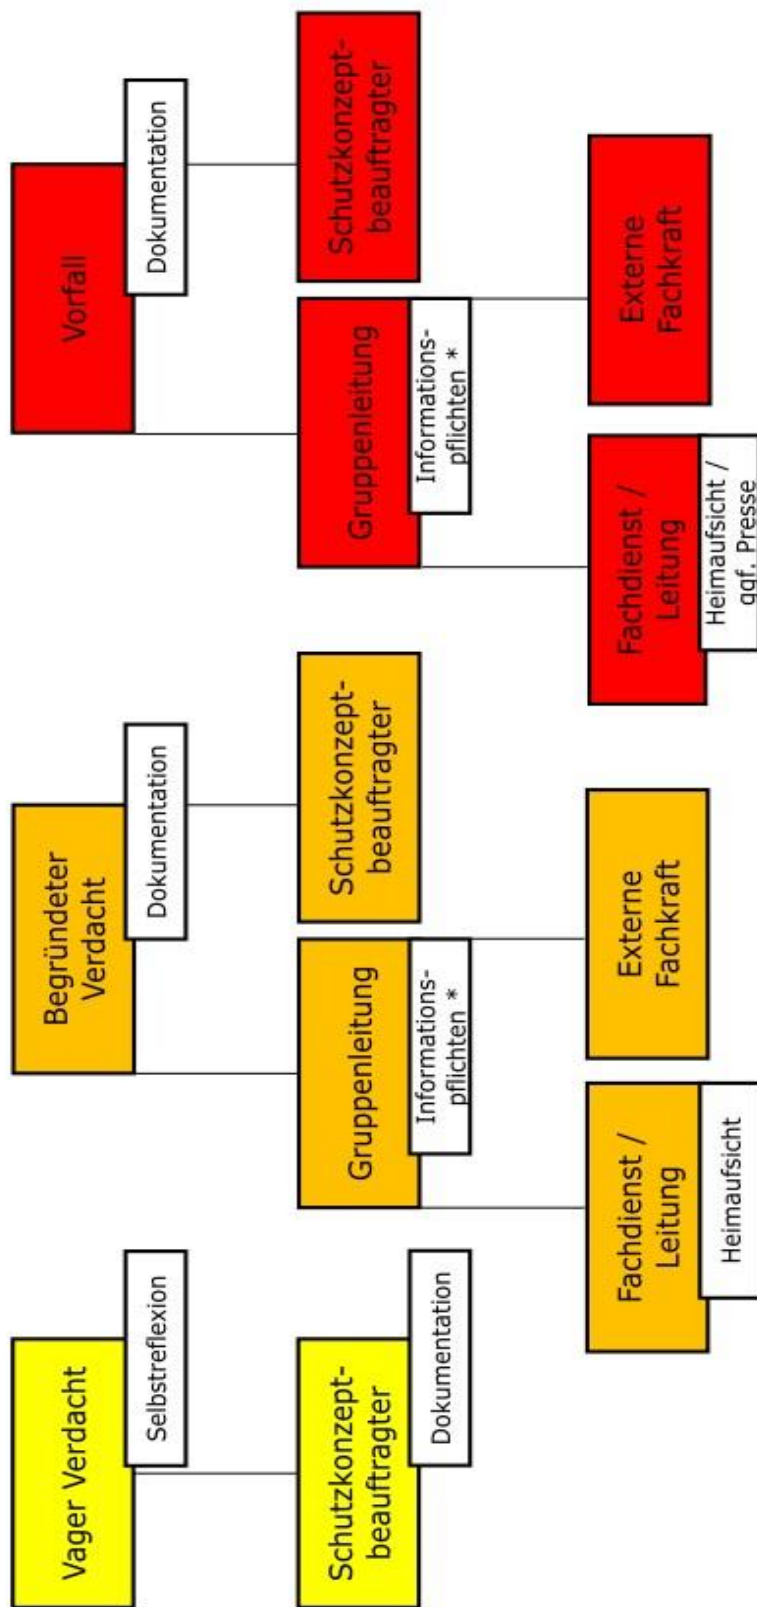 Vager Verdacht
Selbstreflexion
Schutzkonzept-
beauftragter
Dokumentation
Begründeter
Verdacht
Dokumentation
Gruppenleitung
Informations-
pflichten *
Schutzkonzept-
beauftragter
Fachdienst /
Leitung
Heimaufsicht
Externe
Fachkraft
Vorfall
Dokumentation
Gruppenleitung
Informations-
pflichten *
Schutzkonzept-
beauftragter
Fachdienst /
Leitung
Heimaufsicht /
ggf. Presse
Externe
Fachkraft